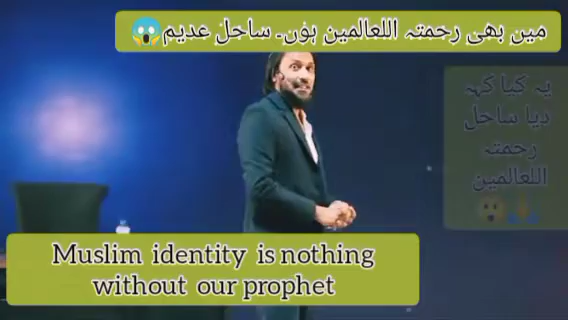 میں بھی رحمتہ اللعالمین ہوں۔ ساحل عدیم😱
یہ کیا کہہ
دیا ساحل
رحمتہ
اللعالمین
Muslim identity is nothing
without our prophet